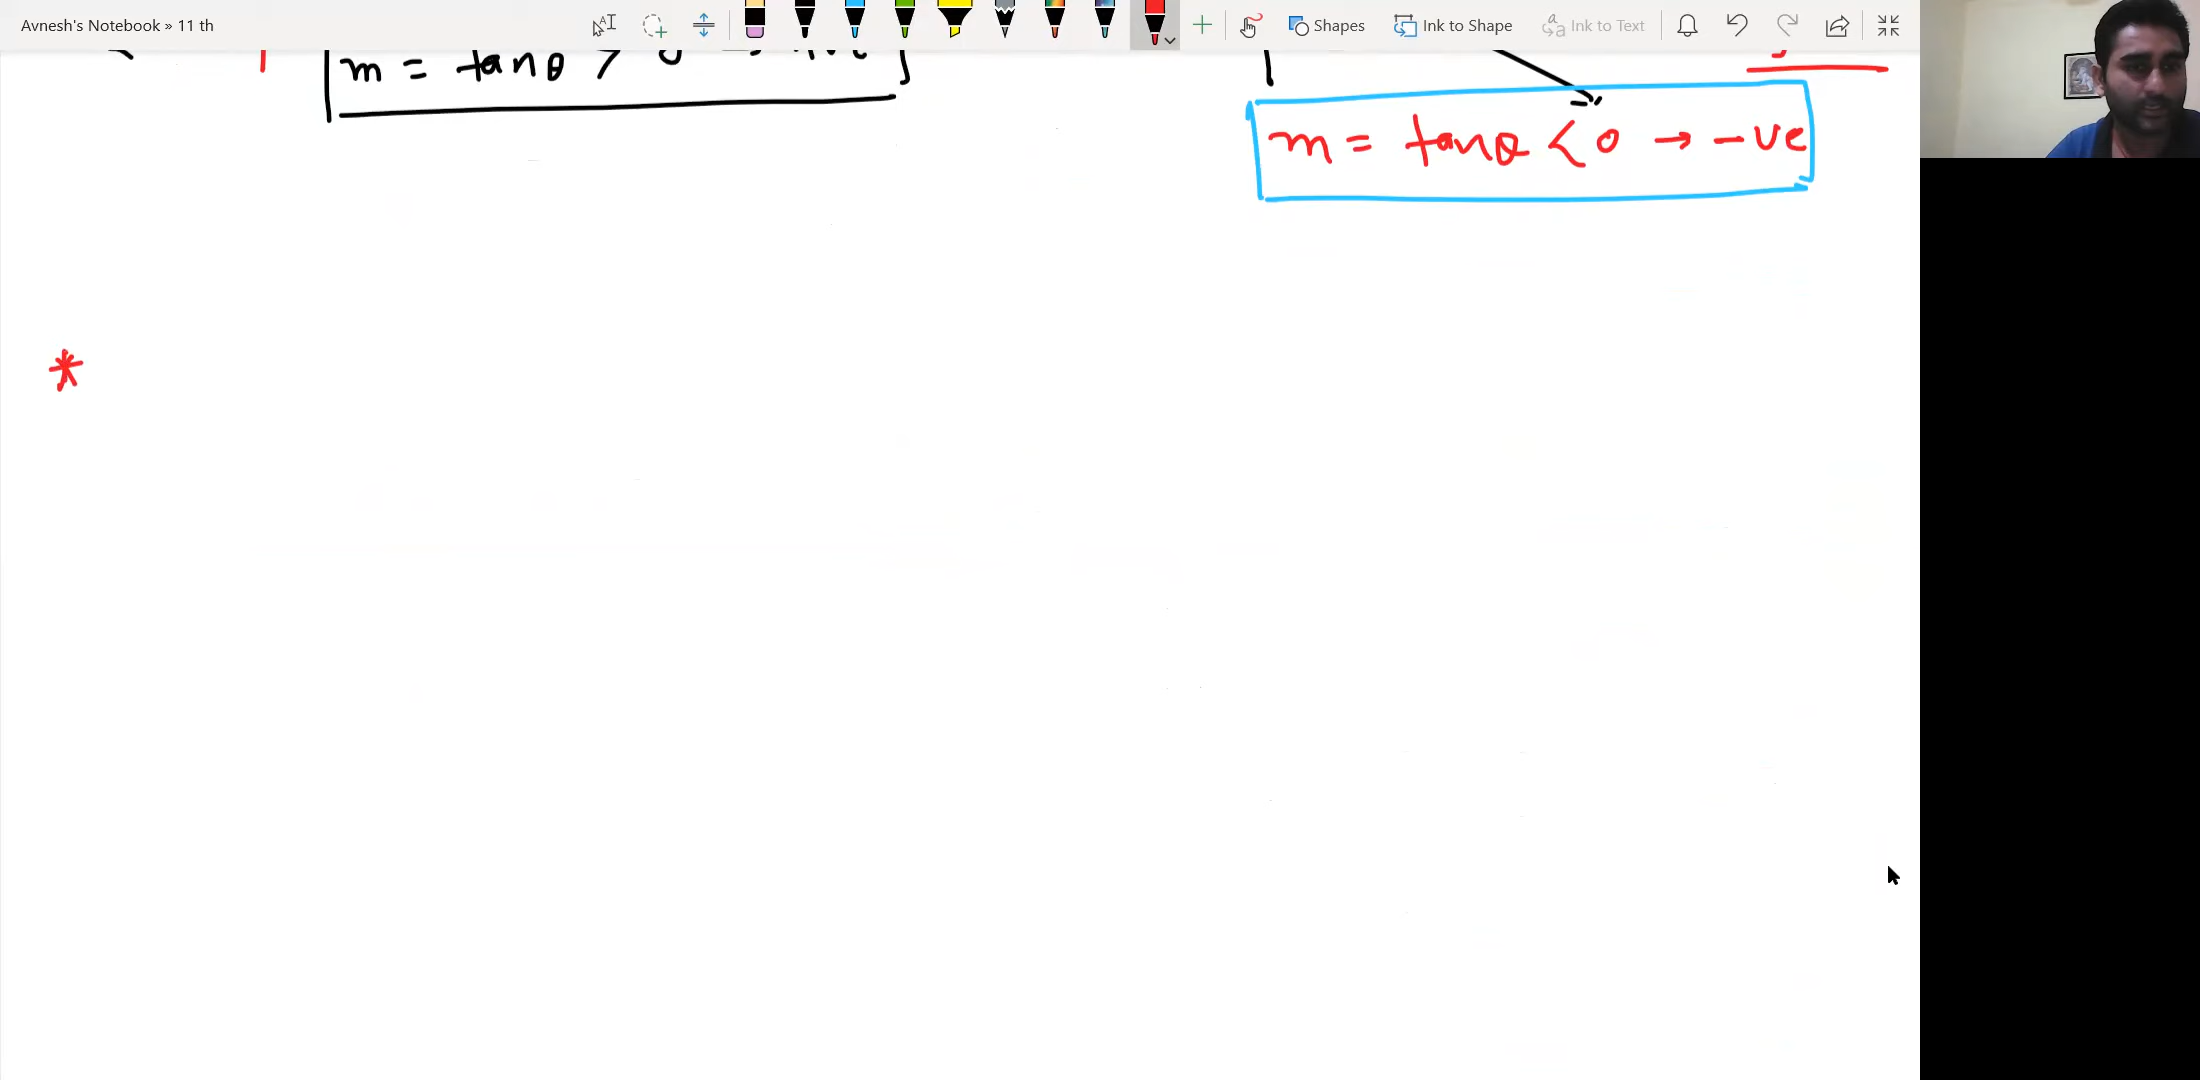 Avnesh's Notebook » 11 th
Shapes
Ink to Shape
Ink to Text
m = tanθ >
m = tanθ < 0 → -ve
*